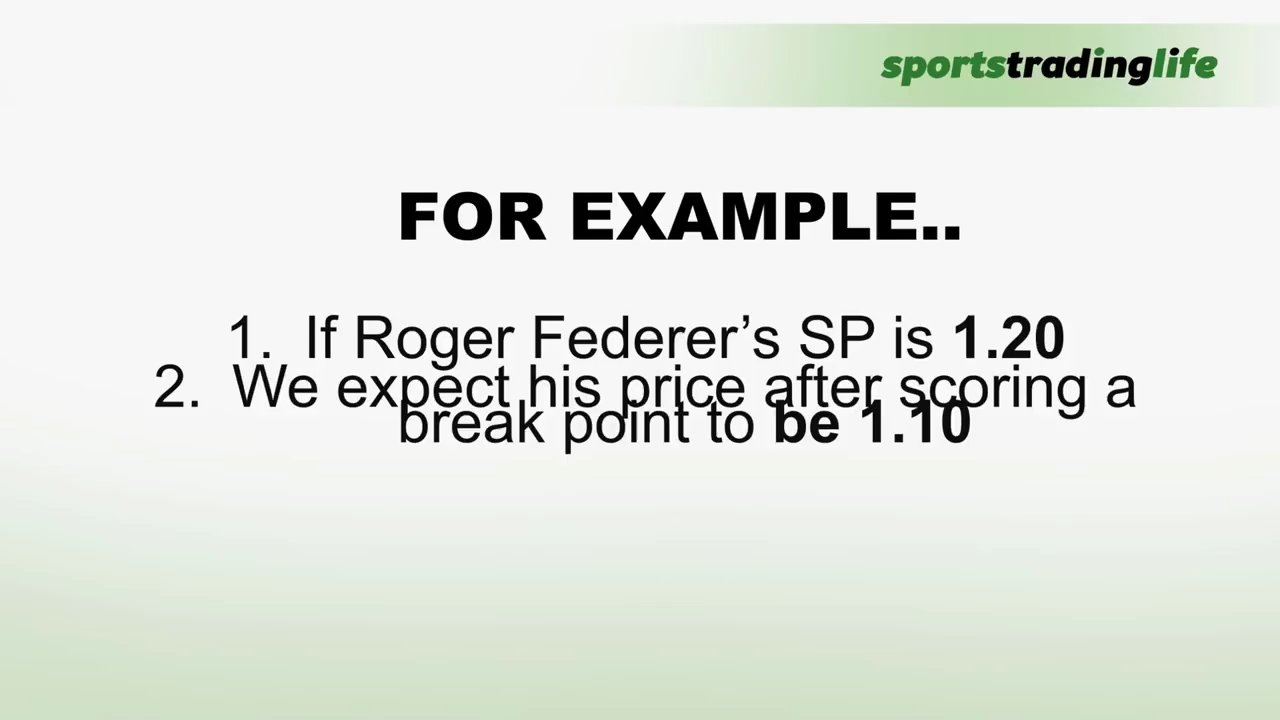 sportstradinglife
FOR EXAMPLE..
1. If Roger Federer’s SP is 1.20
2. We expect his price after scoring a
break point to be 1.10